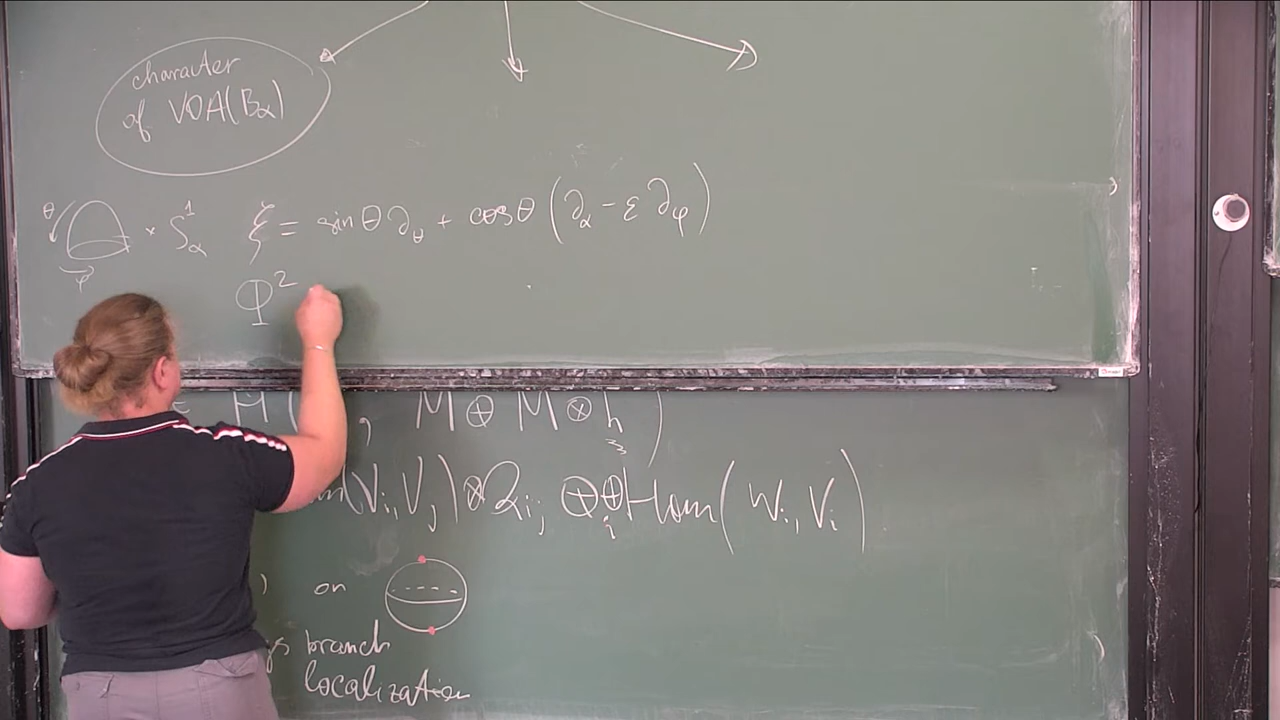 character
of VOA(Bα)
θ
φ
× S¹α ξ = sin θ ∂θ + cos θ (∂α − ε ∂φ)
Φ²
M ( , M ⊕ M ⊗ ħ )
(Vi, Vj) ⊗ Qij ⊕ ⊕i Hom(Wi, Vi)
) on
branch
localization